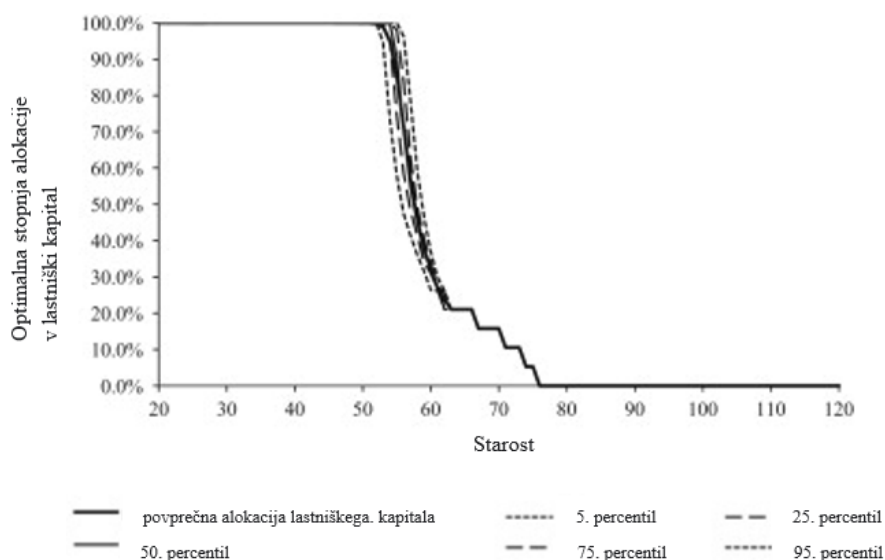 100.0%
90.0%
80.0%
70.0%
60.0%
50.0%
40.0%
30.0%
20.0%
10.0%
0.0%
Optimalna stopnja alokacije
v lastniški kapital
20 30 40 50 60 70 80 90 100 110 120
Starost
povprečna alokacija lastniškega. kapitala 5. percentil 25. percentil
50. percentil 75. percentil 95. percentil